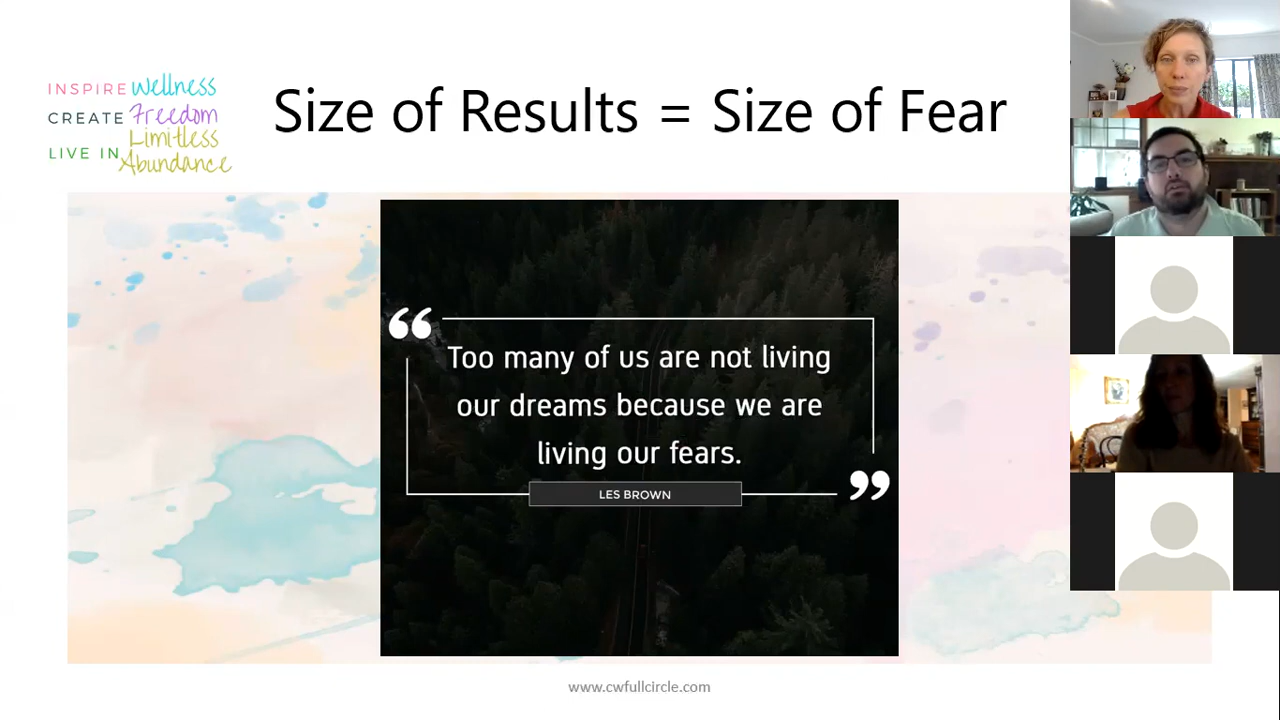 INSPIRE Wellness
CREATE Freedom
Limitless
LIVE IN Abundance
Size of Results = Size of Fear
“
Too many of us are not living
our dreams because we are
living our fears.
”
LES BROWN
www.cwfullcircle.com